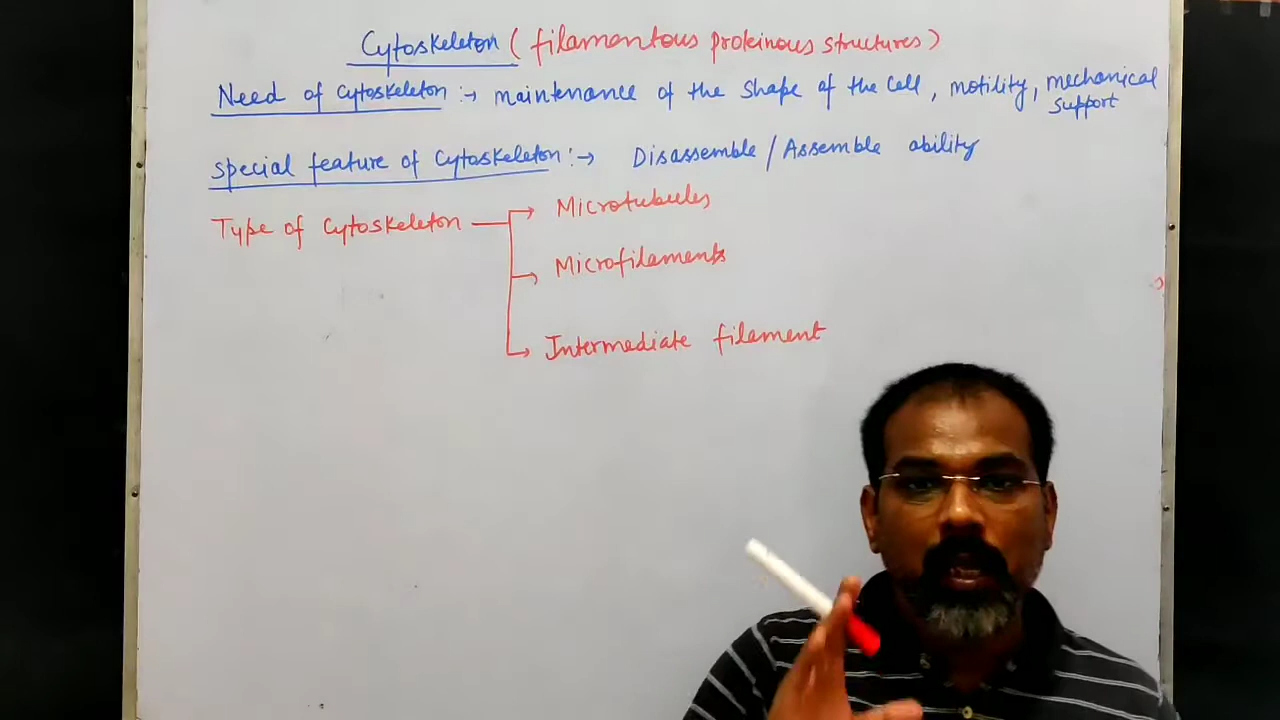 Cytoskeleton ( filamentous proteinous structures )
Need of cytoskeleton :→ maintenance of the shape of the cell , motility, mechanical
support
special feature of Cytoskeleton :→ Disassemble / Assemble ability
Type of Cytoskeleton → Microtubules
→ Microfilaments
→ Intermediate filament